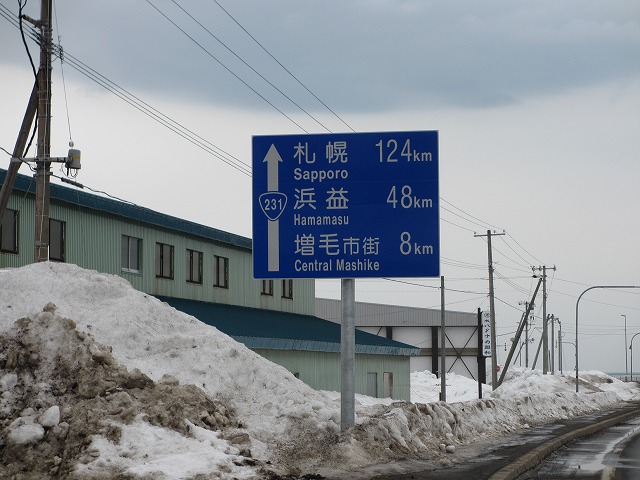 札幌 124km
Sapporo
231
浜益 48km
Hamamasu
増毛市街 8km
Central Mashike